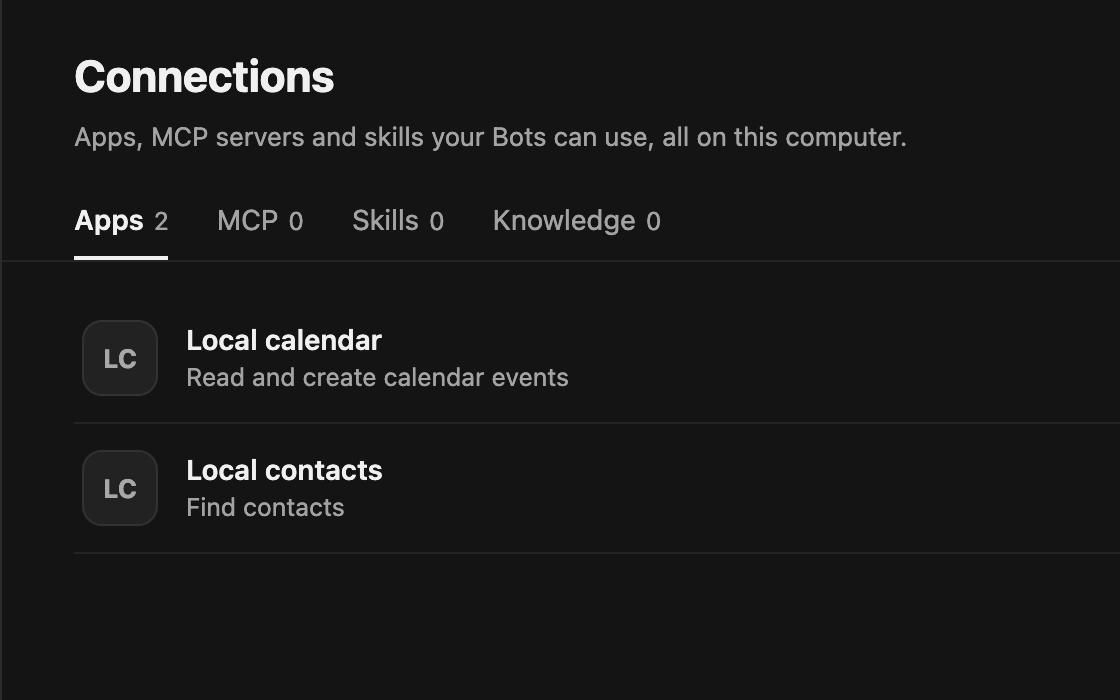 Connections
Apps, MCP servers and skills your Bots can use, all on this computer.
Apps 2 MCP 0 Skills 0 Knowledge 0
LC
Local calendar
Read and create calendar events
LC
Local contacts
Find contacts